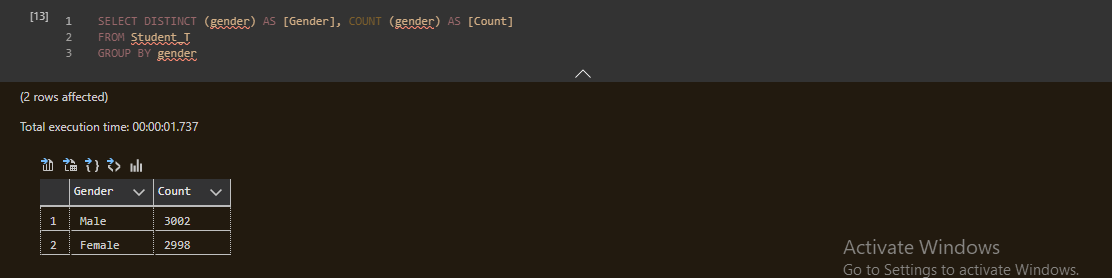 [13] 1 SELECT DISTINCT (gender) AS [Gender], COUNT (gender) AS [Count]
2 FROM Student_T
3 GROUP BY gender
(2 rows affected)
Total execution time: 00:00:01.737
Gender Count
1 Male 3002
2 Female 2998
Activate Windows
Go to Settings to activate Windows.